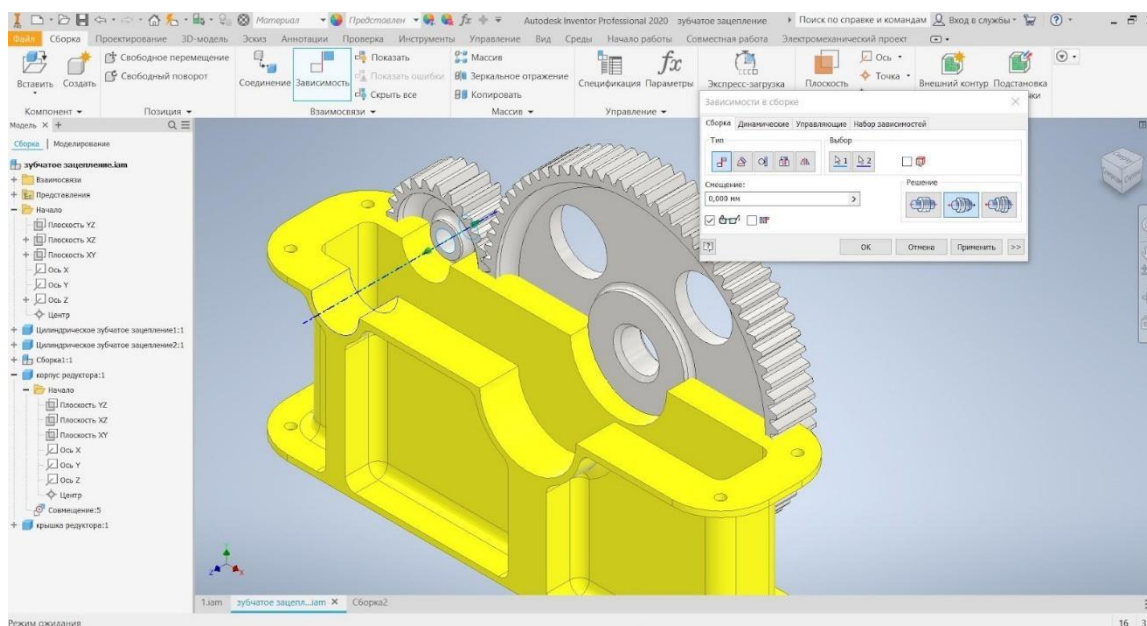 Материал
Представлен
fx
Autodesk Inventor Professional 2020 зубчатое зацепление
Поиск по справке и командам
Вход в службы
Файл Сборка Проектирование 3D-модель Эскиз Аннотации Проверка Инструменты Управление Вид Среды Начало работы Совместная работа Электромеханический проект
Вставить
Создать
Свободное перемещение
Свободный поворот
Соединение
Зависимость
Показать
Показать ошибки
Скрыть все
Массив
Зеркальное отражение
Копировать
Спецификация
Параметры
Экспресс-загрузка
Плоскость
Ось
Точка
Внешний контур
Подстановка
Компонент
Позиция
Взаимосвязи
Массив
Управление
Модель
Сборка | Моделирование
зубчатое зацепление.iam
Взаимосвязи
Представления
Начало
Плоскость YZ
Плоскость XZ
Плоскость XY
Ось X
Ось Y
Ось Z
Центр
Цилиндрическое зубчатое зацепление1:1
Цилиндрическое зубчатое зацепление2:1
Сборка1:1
корпус редуктора:1
Начало
Плоскость YZ
Плоскость XZ
Плоскость XY
Ось X
Ось Y
Ось Z
Центр
Совмещение:5
крышка редуктора:1
Зависимости в сборке
Сборка Динамические Управляющие Набор зависимостей
Тип
Выбор
1
2
Смещение:
0,000 мм
Решение
OK
Отмена
Применить
>>
Z
X
1.iam
зубчатое зацепл...iam
Сборка2
Режим ожидания
16